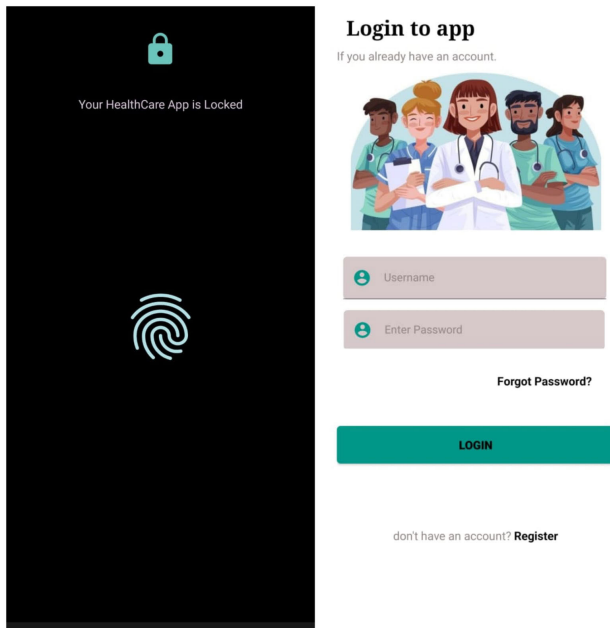 Your HealthCare App is Locked
Login to app
If you already have an account.
Username
Enter Password
Forgot Password?
LOGIN
don't have an account? Register